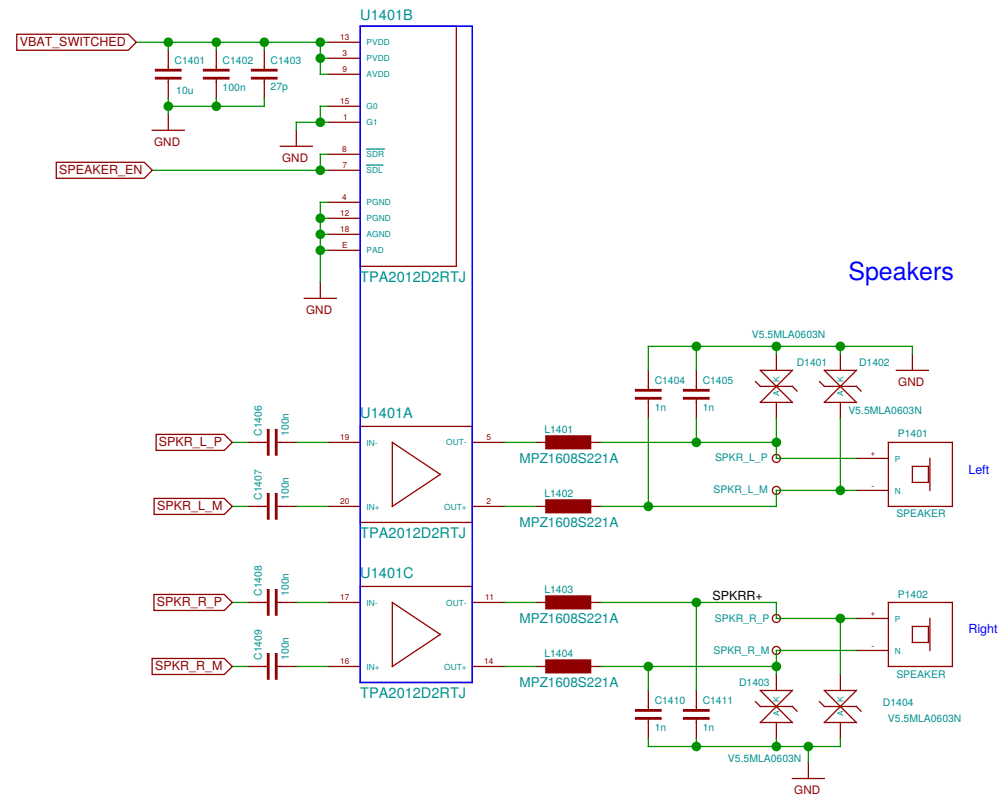 U1401B
VBAT_SWITCHED
13 PVDD
3 PVDD
9 AVDD
C1401
10u
C1402
100n
C1403
27p
GND
15 G0
1 G1
GND
8 SDR
7 SDL
SPEAKER_EN
4 PGND
12 PGND
18 AGND
E PAD
TPA2012D2RTJ
GND
Speakers
V5.5MLA0603N
D1401
D1402
C1404
1n
C1405
1n
A K
A K
GND
V5.5MLA0603N
U1401A
C1406
100n
SPKR_L_P
19 IN-
OUT- 5
L1401
MPZ1608S221A
SPKR_L_P
P1401
+ P
Left
C1407
100n
SPKR_L_M
20 IN+
OUT+ 2
L1402
MPZ1608S221A
SPKR_L_M
- N
SPEAKER
TPA2012D2RTJ
U1401C
C1408
100n
SPKR_R_P
17 IN-
OUT- 11
L1403
MPZ1608S221A
SPKRR+
SPKR_R_P
P1402
+ P
Right
C1409
100n
SPKR_R_M
16 IN+
OUT+ 14
L1404
MPZ1608S221A
SPKR_R_M
- N
SPEAKER
TPA2012D2RTJ
C1410
1n
C1411
1n
D1403
A K
A K
D1404
V5.5MLA0603N
V5.5MLA0603N
GND